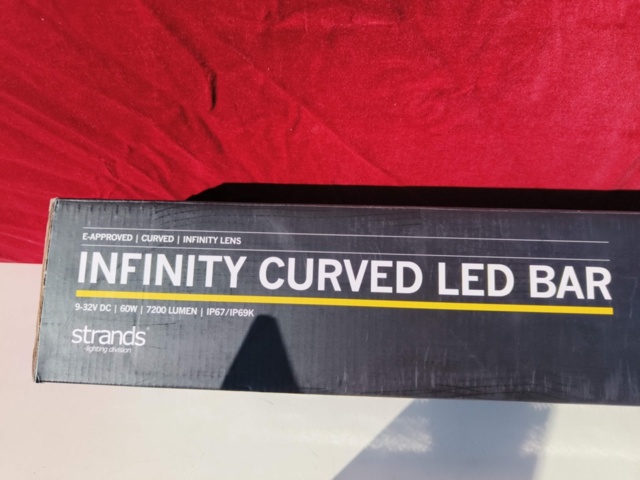 E-APPROVED | CURVED | INFINITY LENS
INFINITY CURVED LED BAR
9-32V DC | 60W | 7200 LUMEN | IP67/IP69K
strands®
lighting division